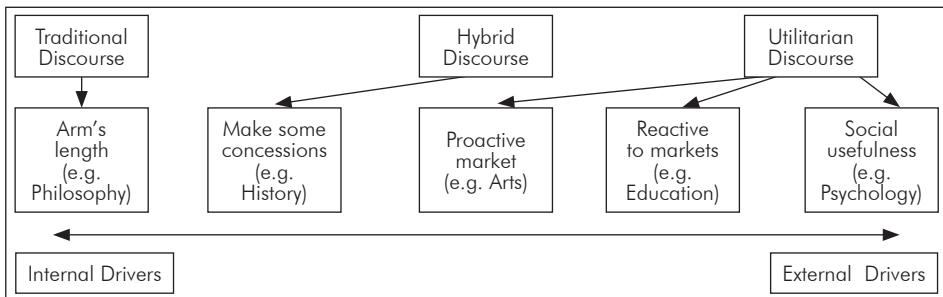 Traditional
Discourse
Hybrid
Discourse
Utilitarian
Discourse
Arm's
length
(e.g.
Philosophy)
Make some
concessions
(e.g.
History)
Proactive
market
(e.g. Arts)
Reactive
to markets
(e.g.
Education)
Social
usefulness
(e.g.
Psychology)
Internal Drivers
External Drivers